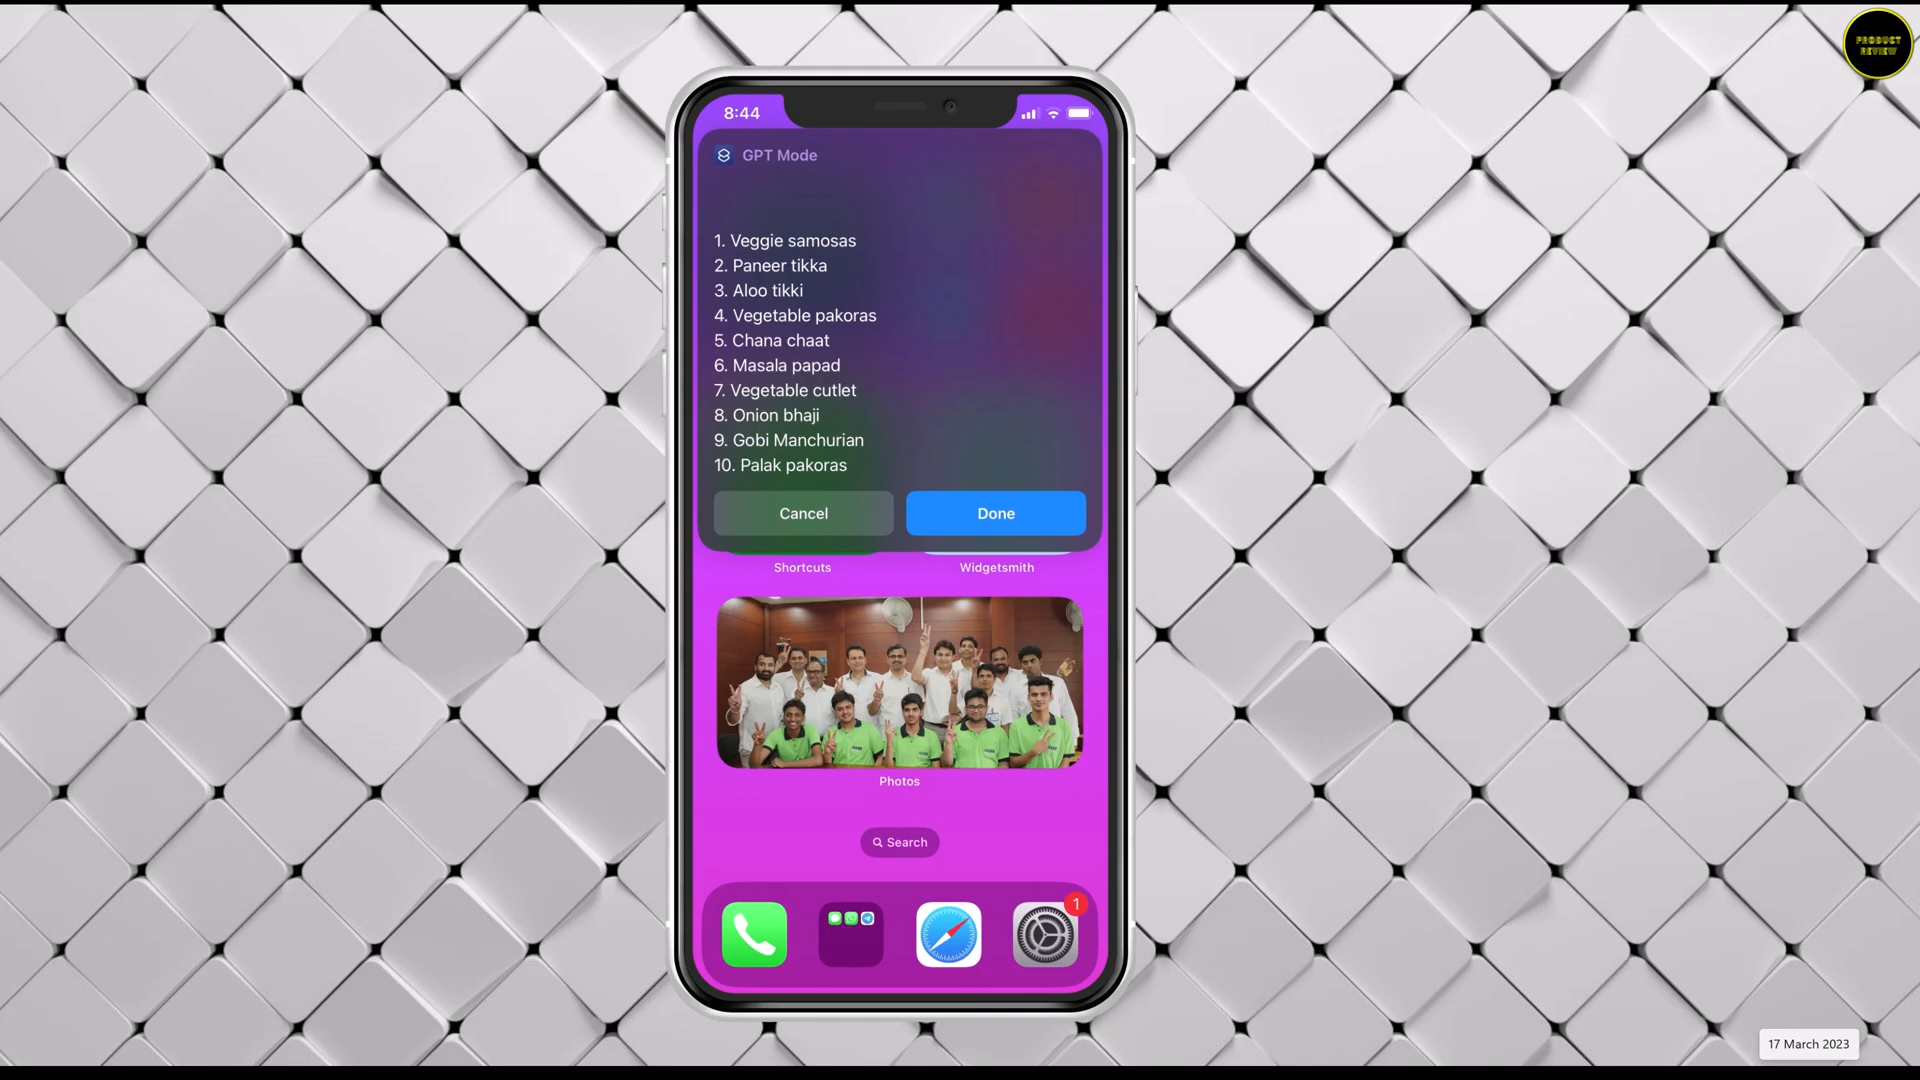 PRODUCT
REVIEW
8:44
GPT Mode
1. Veggie samosas
2. Paneer tikka
3. Aloo tikki
4. Vegetable pakoras
5. Chana chaat
6. Masala papad
7. Vegetable cutlet
8. Onion bhaji
9. Gobi Manchurian
10. Palak pakoras
Cancel
Done
Shortcuts
Widgetsmith
Photos
Search
1
17 March 2023